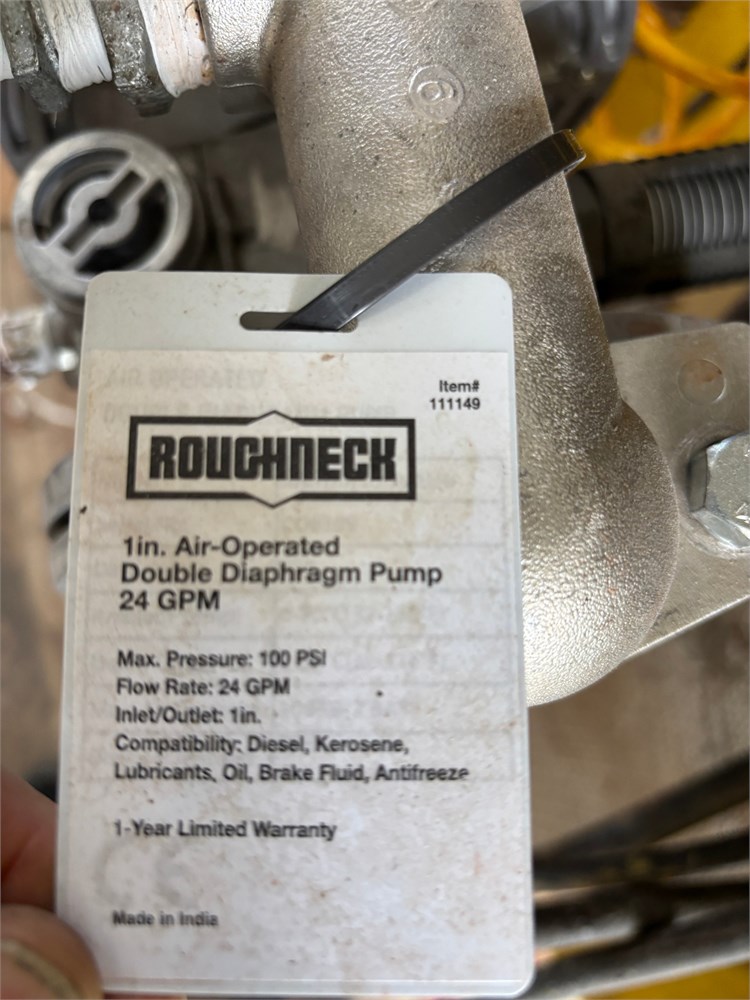 Item#
111149
ROUGHNECK
1in. Air-Operated
Double Diaphragm Pump
24 GPM
Max. Pressure: 100 PSI
Flow Rate: 24 GPM
Inlet/Outlet: 1in.
Compatibility: Diesel, Kerosene,
Lubricants, Oil, Brake Fluid, Antifreeze
1-Year Limited Warranty
Made in India